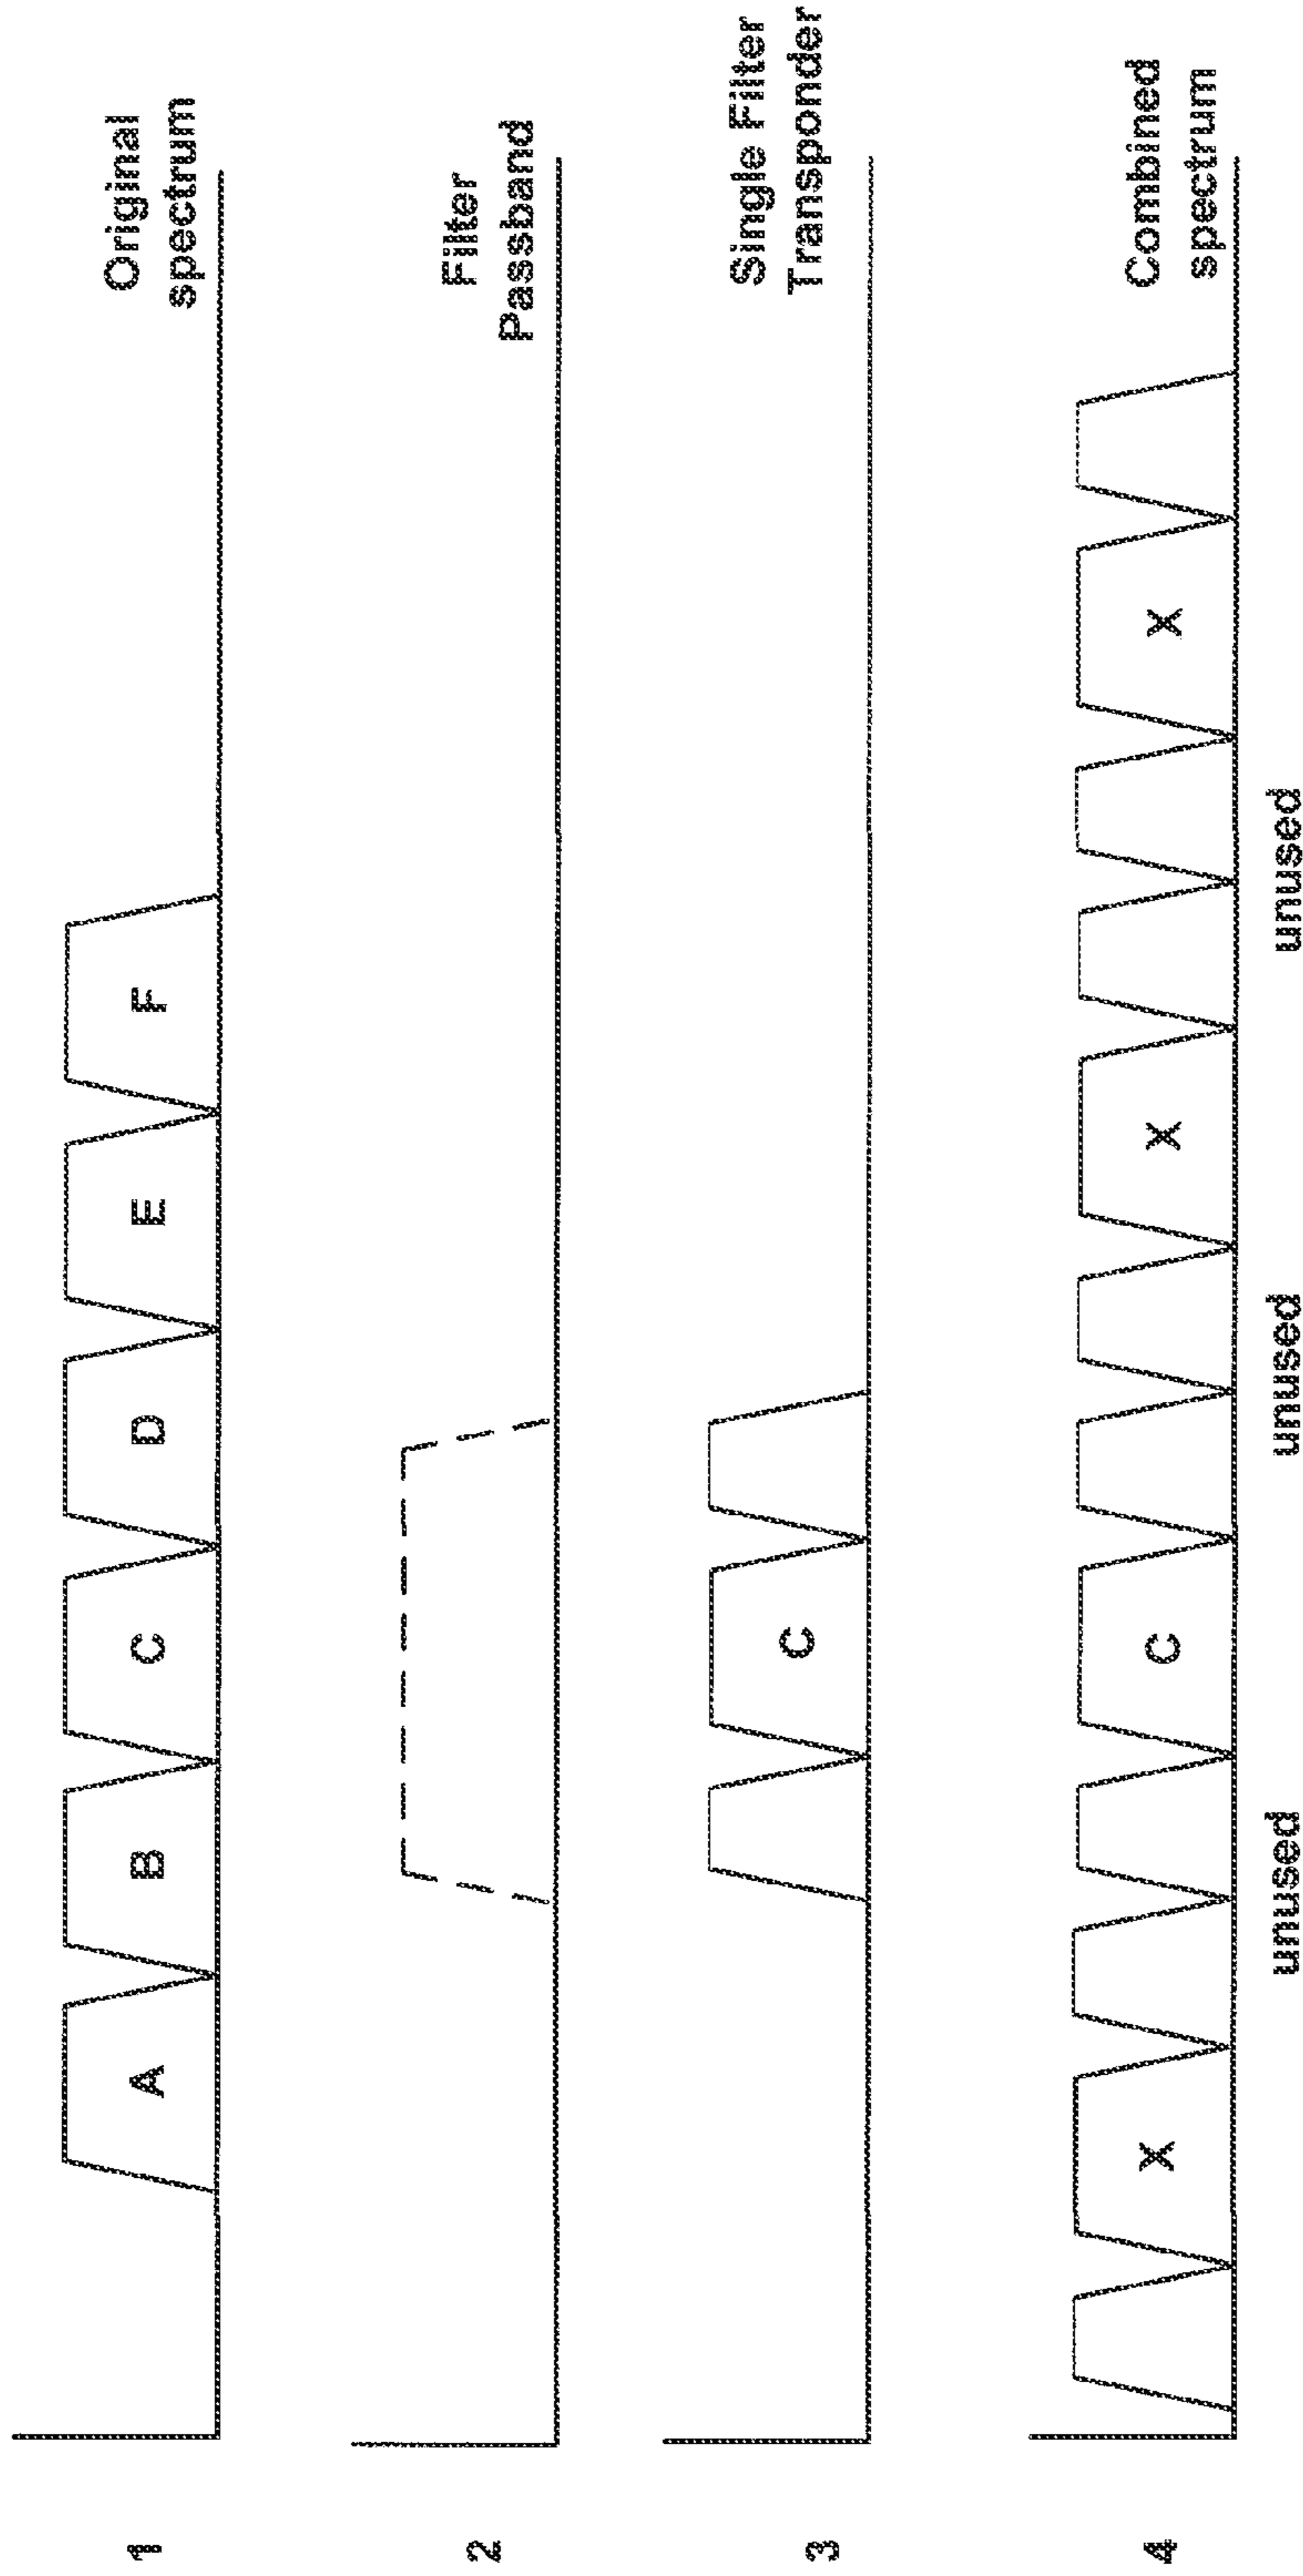 1
A B C D E F
Original
spectrum
2
Filter
Passband
3
C
Single Filter
Transponder
4
X C X X
Combined
spectrum
unused unused unused